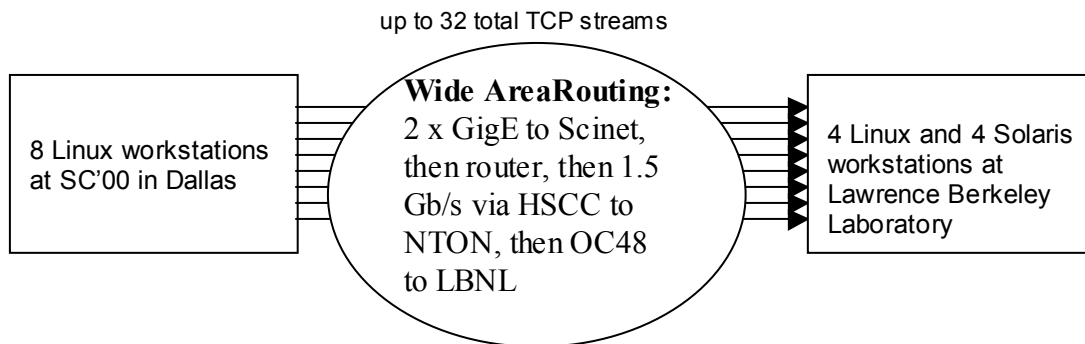 up to 32 total TCP streams
8 Linux workstations
at SC'00 in Dallas
Wide AreaRouting:
2 x GigE to Scinet,
then router, then 1.5
Gb/s via HSCC to
NTON, then OC48
to LBNL
4 Linux and 4 Solaris
workstations at
Lawrence Berkeley
Laboratory